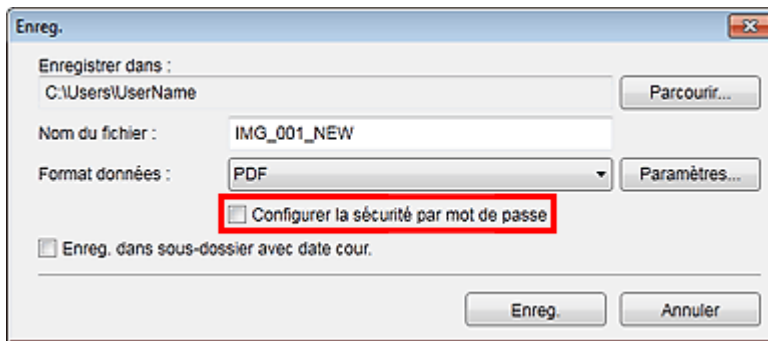 Enreg.
Enregistrer dans :
C:\Users\UserName
Parcourir...
Nom du fichier :
IMG_001_NEW
Format données :
PDF
Paramètres...
Configurer la sécurité par mot de passe
Enreg. dans sous-dossier avec date cour.
Enreg.
Annuler